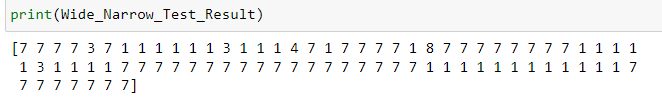 print(Wide_Narrow_Test_Result)
[7 7 7 7 3 7 1 1 1 1 1 1 3 1 1 1 4 7 1 7 7 7 7 1 8 7 7 7 7 7 7 7 7 1 1 1 1
1 3 1 1 1 1 7 7 7 7 7 7 7 7 7 7 7 7 7 7 7 7 7 7 1 1 1 1 1 1 1 1 1 1 1 1 7
7 7 7 7 7 7 7]